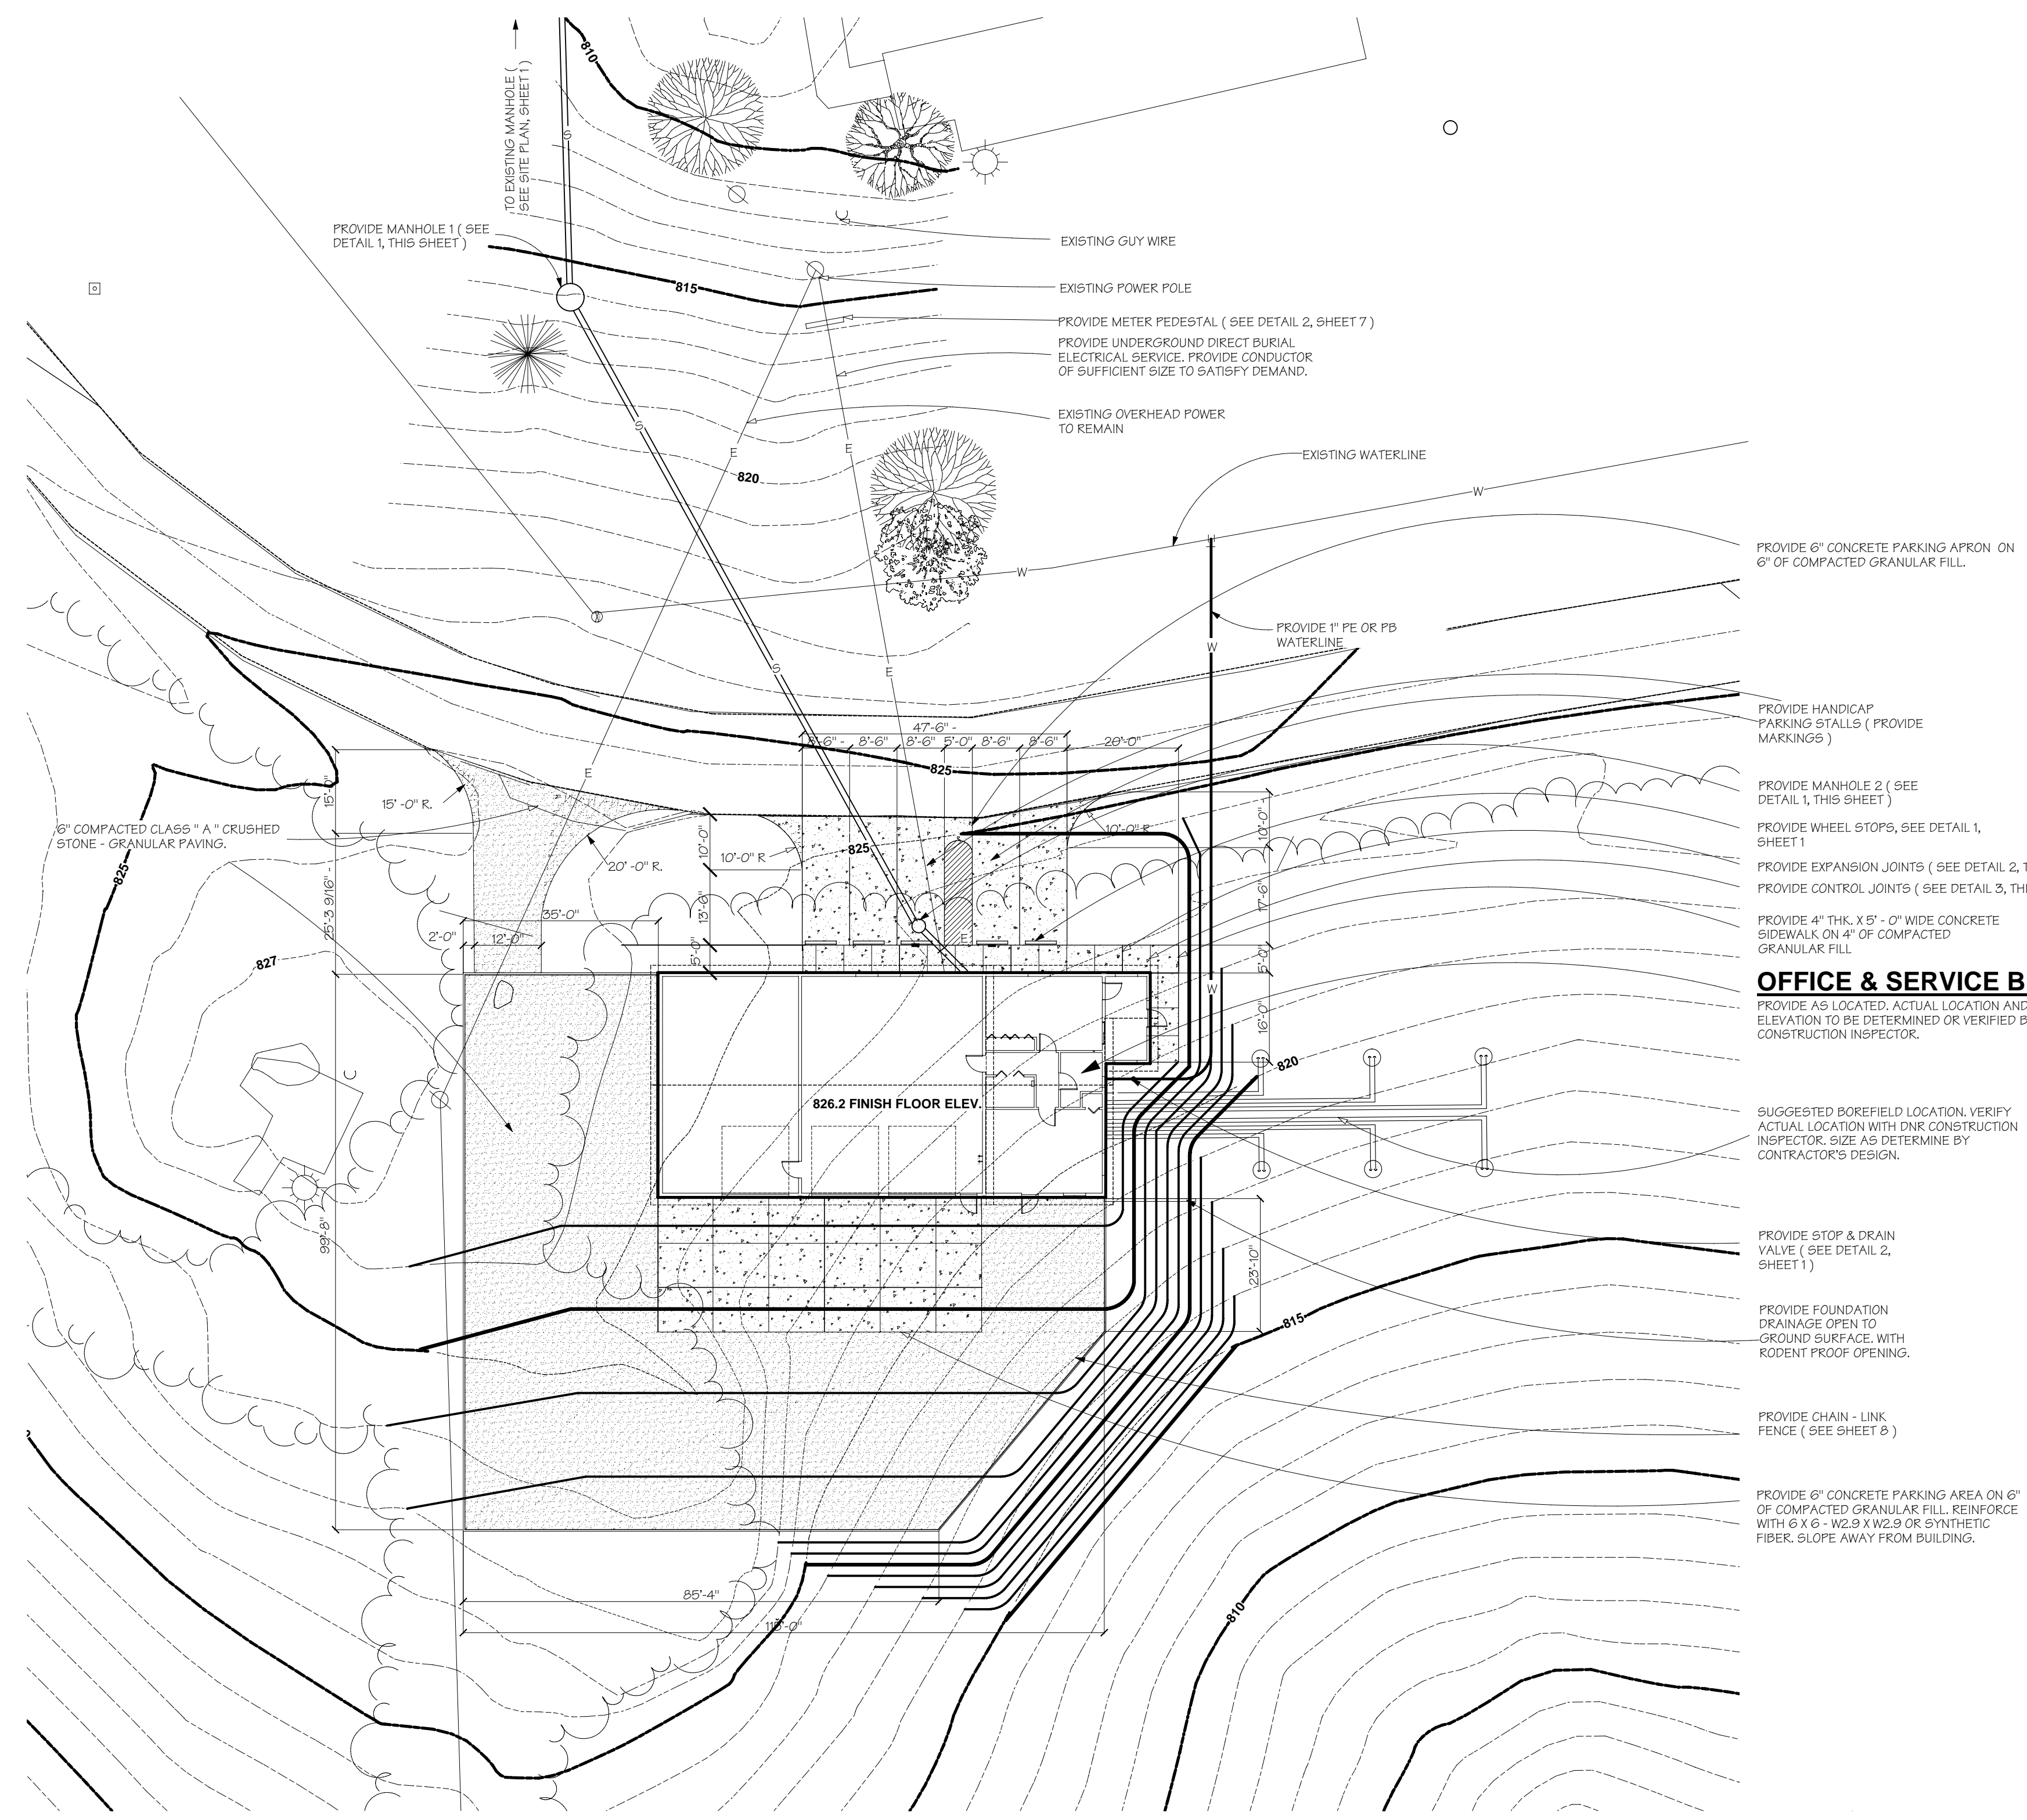 TO EXISTING MANHOLE (
SEE SITE PLAN, SHEET 1 )
810
S
PROVIDE MANHOLE 1 ( SEE
DETAIL 1, THIS SHEET )
EXISTING GUY WIRE
815
EXISTING POWER POLE
PROVIDE METER PEDESTAL ( SEE DETAIL 2, SHEET 7 )
PROVIDE UNDERGROUND DIRECT BURIAL
ELECTRICAL SERVICE. PROVIDE CONDUCTOR
OF SUFFICIENT SIZE TO SATISFY DEMAND.
EXISTING OVERHEAD POWER
TO REMAIN
S
E
E
820
EXISTING WATERLINE
W
W
PROVIDE 6" CONCRETE PARKING APRON ON
6" OF COMPACTED GRANULAR FILL.
PROVIDE 1" PE OR PB
WATERLINE
W
S
E
PROVIDE HANDICAP
PARKING STALLS ( PROVIDE
MARKINGS )
47'-6"
8'-6"
8'-6"
8'-6"
5'-0"
8'-6"
8'-6"
20'-0"
825
E
PROVIDE MANHOLE 2 ( SEE
DETAIL 1, THIS SHEET )
15'-0"
15' -0" R.
6" COMPACTED CLASS " A " CRUSHED
STONE - GRANULAR PAVING.
20' -0" R.
10'-0"
10'-0" R
825
10'-0" R
10'-0"
PROVIDE WHEEL STOPS, SEE DETAIL 1,
SHEET 1
PROVIDE EXPANSION JOINTS ( SEE DETAIL 2, T
PROVIDE CONTROL JOINTS ( SEE DETAIL 3, TH
825
25'-3 9/16"
35'-0"
13'-6"
17'-6"
PROVIDE 4" THK. X 5' - 0" WIDE CONCRETE
SIDEWALK ON 4" OF COMPACTED
GRANULAR FILL
2'-0"
12'-0"
5'-0"
E
5'-0"
827
W
OFFICE & SERVICE B
PROVIDE AS LOCATED. ACTUAL LOCATION AND
ELEVATION TO BE DETERMINED OR VERIFIED B
CONSTRUCTION INSPECTOR.
16'-0"
820
826.2 FINISH FLOOR ELEV.
SUGGESTED BOREFIELD LOCATION. VERIFY
ACTUAL LOCATION WITH DNR CONSTRUCTION
INSPECTOR. SIZE AS DETERMINE BY
CONTRACTOR'S DESIGN.
99'-8"
23'-10"
PROVIDE STOP & DRAIN
VALVE ( SEE DETAIL 2,
SHEET 1 )
815
PROVIDE FOUNDATION
DRAINAGE OPEN TO
GROUND SURFACE. WITH
RODENT PROOF OPENING.
PROVIDE CHAIN - LINK
FENCE ( SEE SHEET 8 )
PROVIDE 6" CONCRETE PARKING AREA ON 6"
OF COMPACTED GRANULAR FILL. REINFORCE
WITH 6 X 6 - W2.9 X W2.9 OR SYNTHETIC
FIBER. SLOPE AWAY FROM BUILDING.
85'-4"
810